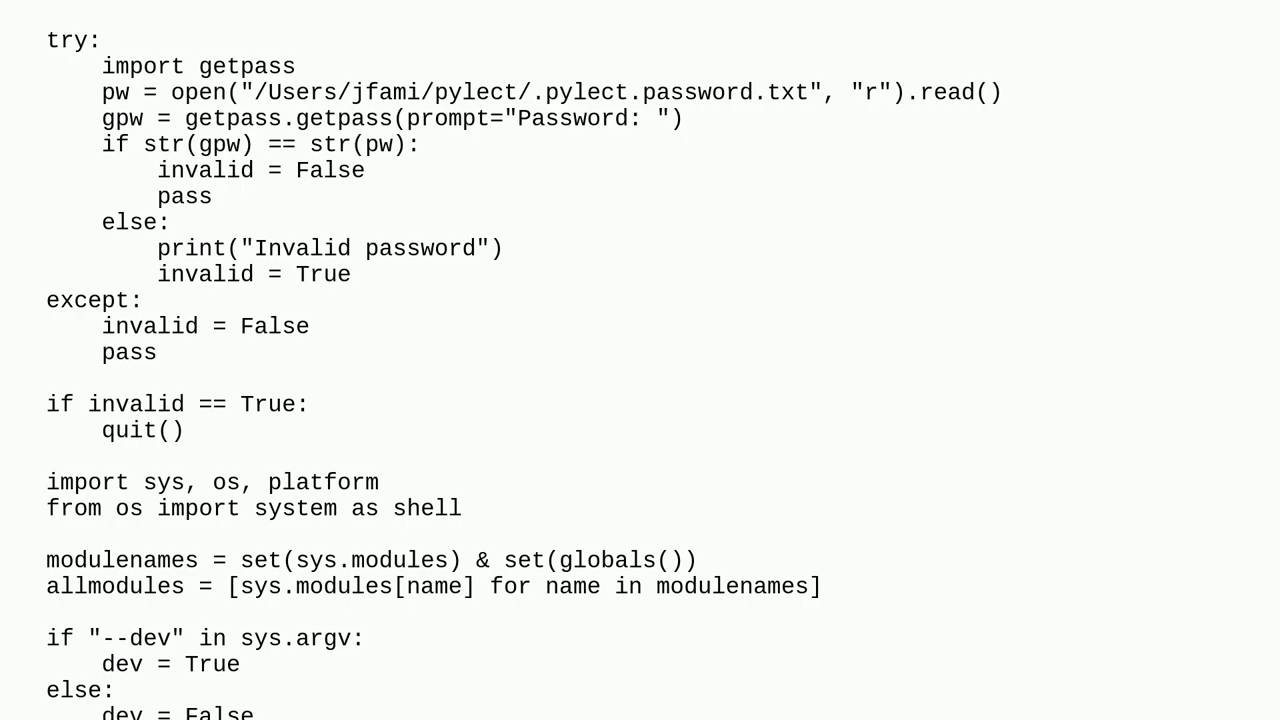 try:
    import getpass
    pw = open("/Users/jfami/pylect/.pylect.password.txt", "r").read()
    gpw = getpass.getpass(prompt="Password: ")
    if str(gpw) == str(pw):
        invalid = False
        pass
    else:
        print("Invalid password")
        invalid = True
except:
    invalid = False
    pass

if invalid == True:
    quit()

import sys, os, platform
from os import system as shell

modulenames = set(sys.modules) & set(globals())
allmodules = [sys.modules[name] for name in modulenames]

if "--dev" in sys.argv:
    dev = True
else:
    dev = False